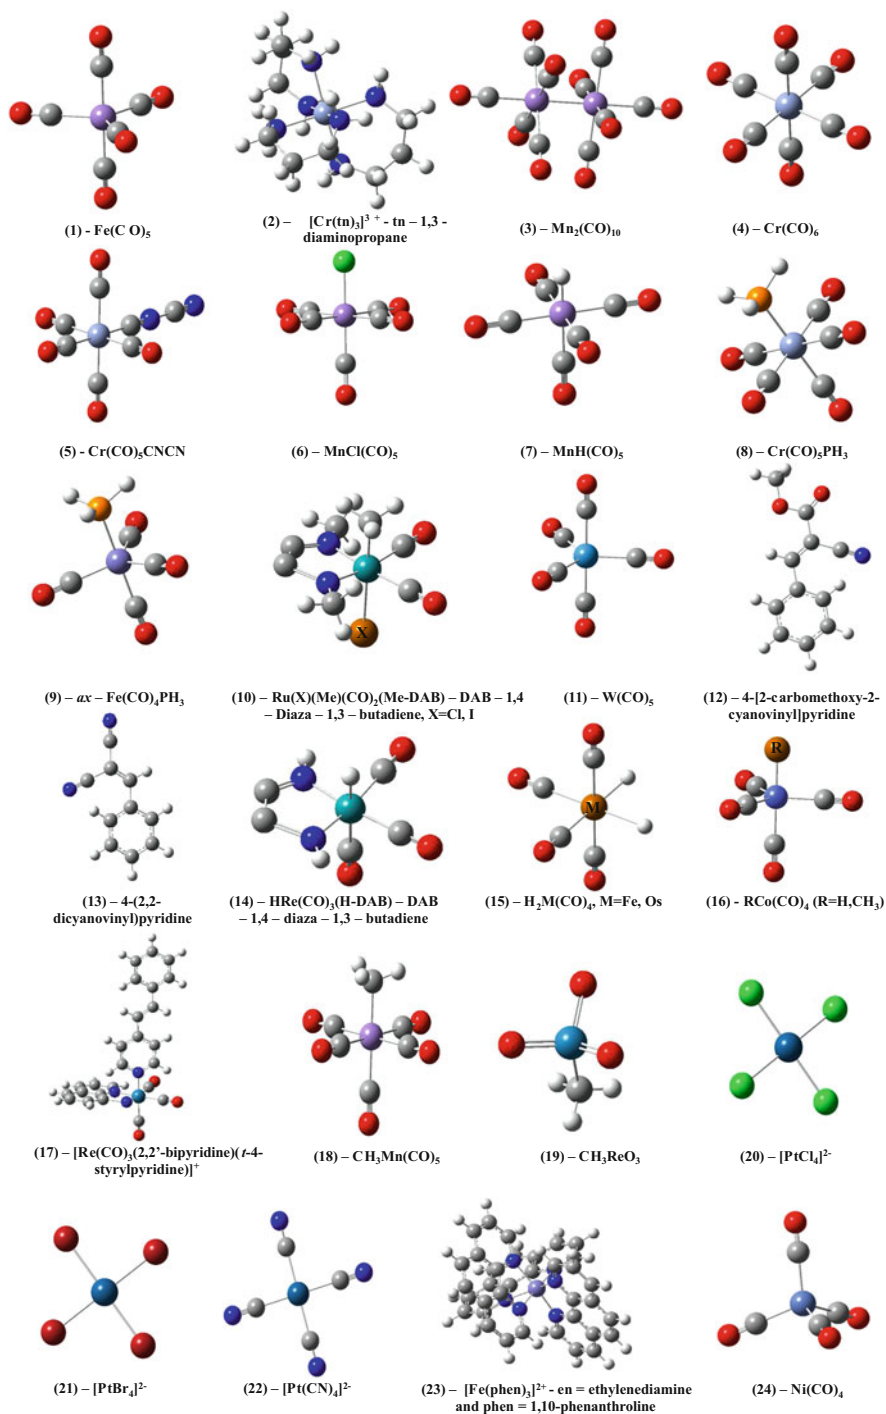 (1) - Fe(C O)₅
(2) – [Cr(tn)₃]³ ⁺ - tn – 1,3 -
diaminopropane
(3) – Mn₂(CO)₁₀
(4) – Cr(CO)₆
(5) - Cr(CO)₅CNCN
(6) – MnCl(CO)₅
(7) – MnH(CO)₅
(8) – Cr(CO)₅PH₃
X
(9) – ax – Fe(CO)₄PH₃
(10) – Ru(X)(Me)(CO)₂(Me-DAB) – DAB – 1,4
– Diaza – 1,3 – butadiene, X=Cl, I
(11) – W(CO)₅
(12) – 4-[2-carbomethoxy-2-
cyanovinyl]pyridine
M
R
(13) – 4-(2,2-
dicyanovinyl)pyridine
(14) – HRe(CO)₃(H-DAB) – DAB
– 1,4 – diaza – 1,3 – butadiene
(15) – H₂M(CO)₄, M=Fe, Os
(16) - RCo(CO)₄ (R=H,CH₃)
(17) – [Re(CO)₃(2,2'-bipyridine)(t-4-
styrylpyridine)]⁺
(18) – CH₃Mn(CO)₅
(19) – CH₃ReO₃
(20) – [PtCl₄]²⁻
(21) – [PtBr₄]²⁻
(22) – [Pt(CN)₄]²⁻
(23) – [Fe(phen)₃]²⁺ - en = ethylenediamine
and phen = 1,10-phenanthroline
(24) – Ni(CO)₄